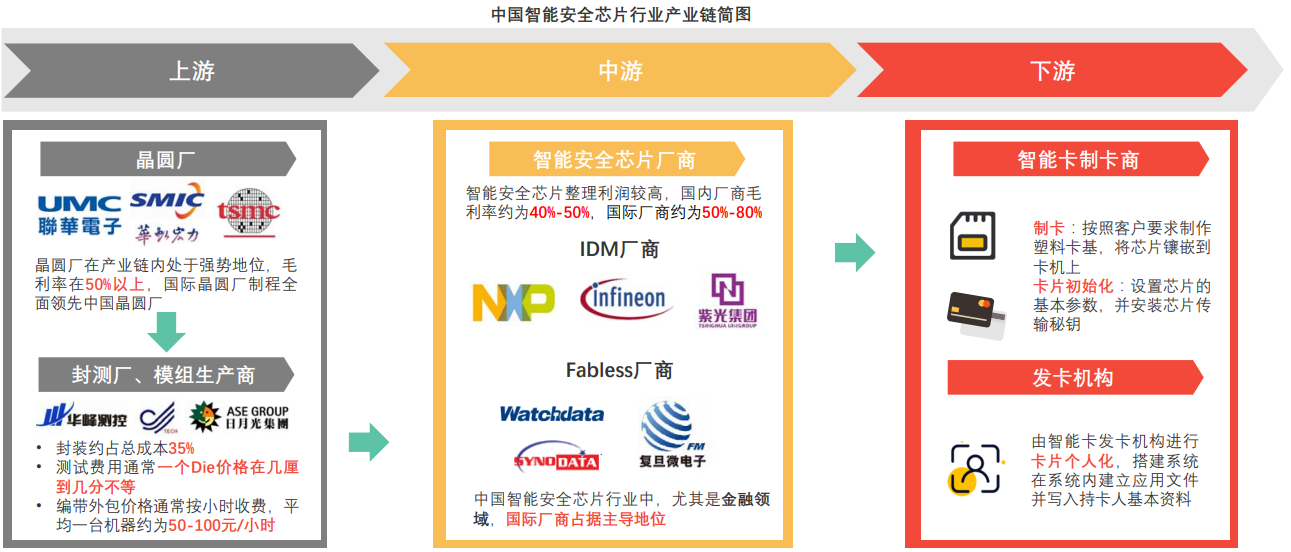 中国智能安全芯片行业产业链简图
上游
中游
下游
晶圆厂
UMC
聯華電子
SMIC
华虹宏力
tsmc
晶圆厂在产业链内处于强势地位，毛
利率在50%以上，国际晶圆厂制程全
面领先中国晶圆厂
封测厂、模组生产商
华峰测控
TECH
ASE GROUP
日月光集團
• 封装约占总成本35%
• 测试费用通常一个Die价格在几厘
到几分不等
• 编带外包价格通常按小时收费，平
均一台机器约为50-100元/小时
智能安全芯片厂商
智能安全芯片整理利润较高，国内厂商毛
利率约为40%-50%，国际厂商约为50%-80%
IDM厂商
NXP
infineon
紫光集团
TSINGHUA UNIGROUP
Fabless厂商
Watchdata
SYNODATA
FM
复旦微电子
中国智能安全芯片行业中，尤其是金融领
域，国际厂商占据主导地位
智能卡制卡商
制卡：按照客户要求制作
塑料卡基，将芯片镶嵌到
卡机上
卡片初始化：设置芯片的
基本参数，并安装芯片传
输秘钥
发卡机构
由智能卡发卡机构进行
卡片个人化，搭建系统
在系统内建立应用文件
并写入持卡人基本资料